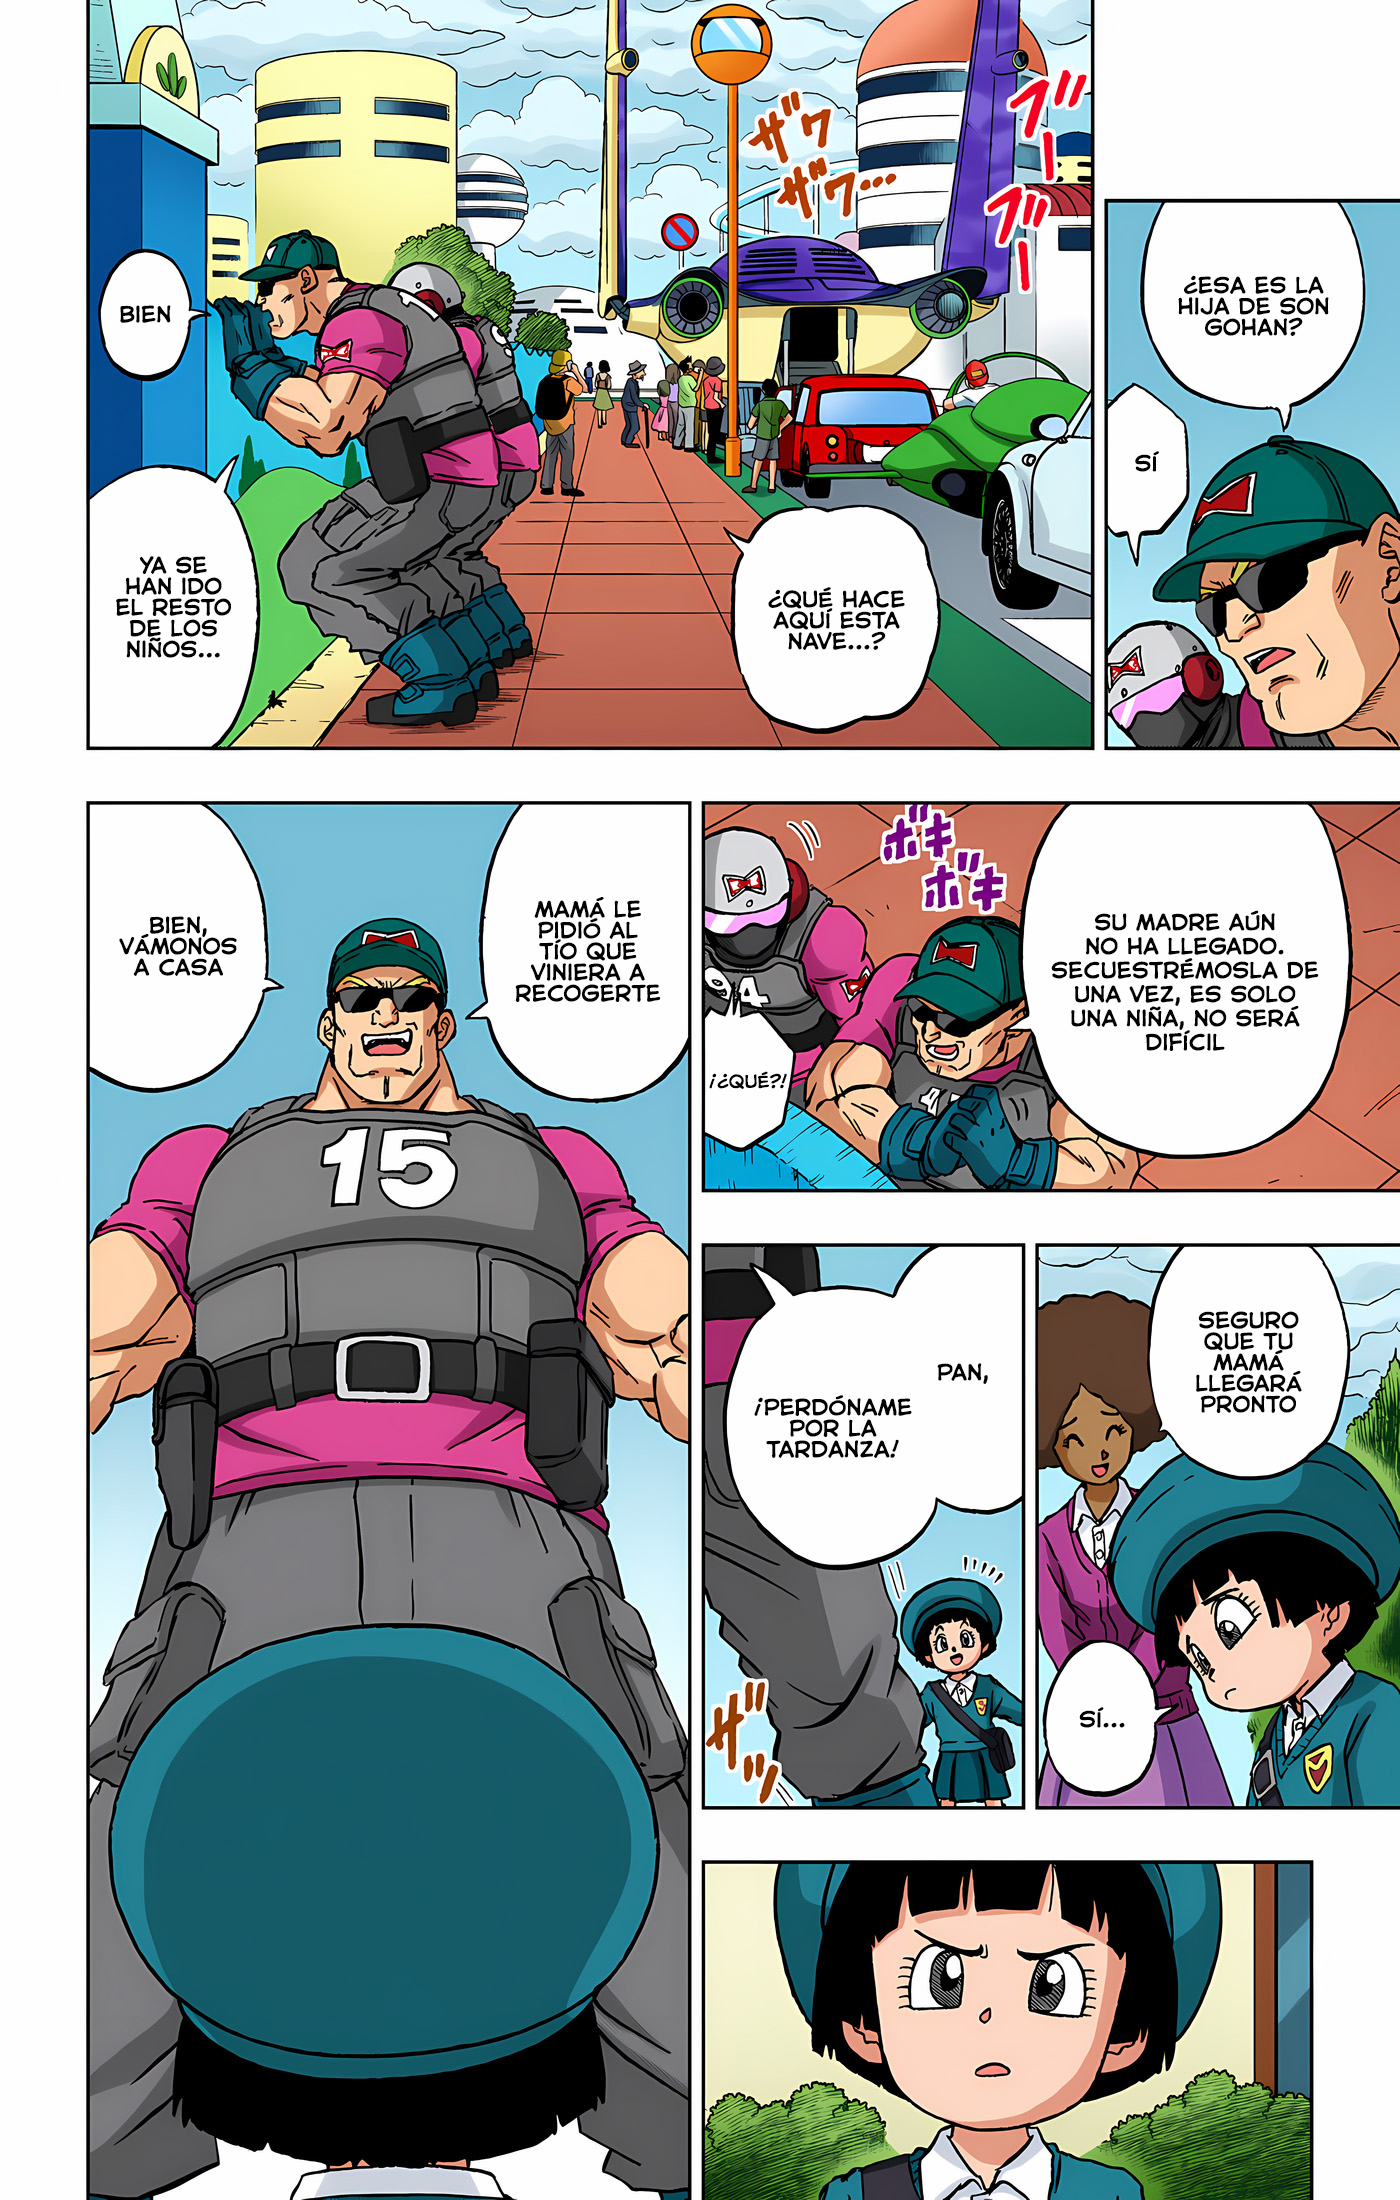 ¿ESA ES LA
HIJA DE SON
GOHAN?
SÍ
ザワ
ザワ…
ブー
ブー
¿QUÉ HACE
AQUÍ ESTA
NAVE...?
BIEN
YA SE
HAN IDO
EL RESTO
DE LOS
NIÑOS...
SU MADRE AÚN
NO HA LLEGADO.
SECUESTRÉMOSLA DE
UNA VEZ, ES SOLO
UNA NIÑA, NO SERÁ
DIFÍCIL
ボキ
ボキ
94
¡¿QUÉ?!
SEGURO
QUE TU
MAMÁ
LLEGARÁ
PRONTO
SÍ...
PAN,
¡PERDÓNAME
POR LA
TARDANZA!
ザッ
MAMÁ LE
PIDIÓ AL
TÍO QUE
VINIERA A
RECOGERTE
BIEN,
VÁMONOS
A CASA
15